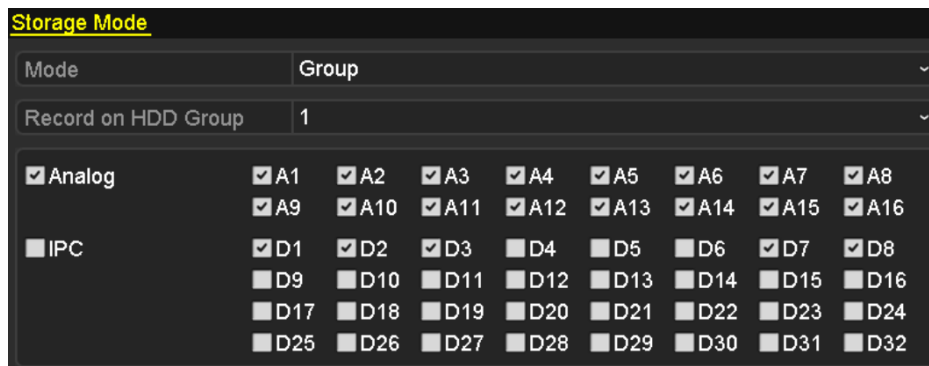 Storage Mode
Mode Group
Record on HDD Group 1
Analog A1 A2 A3 A4 A5 A6 A7 A8
A9 A10 A11 A12 A13 A14 A15 A16
IPC D1 D2 D3 D4 D5 D6 D7 D8
D9 D10 D11 D12 D13 D14 D15 D16
D17 D18 D19 D20 D21 D22 D23 D24
D25 D26 D27 D28 D29 D30 D31 D32